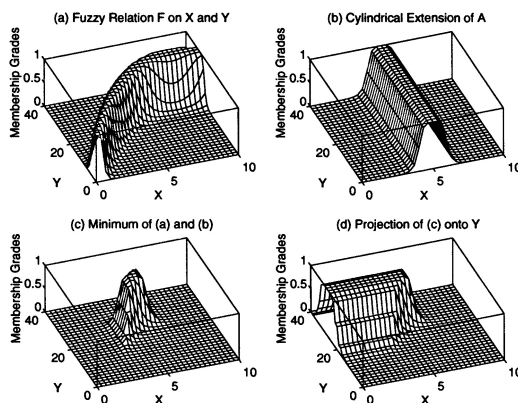 (a) Fuzzy Relation F on X and Y
Membership Grades
1
0.5
0
40
20
0
Y
0
5
10
X
(b) Cylindrical Extension of A
Membership Grades
1
0.5
0
40
20
0
Y
0
5
10
X
(c) Minimum of (a) and (b)
Membership Grades
1
0.5
0
40
20
0
Y
0
5
10
X
(d) Projection of (c) onto Y
Membership Grades
1
0.5
0
40
20
0
Y
0
5
10
X